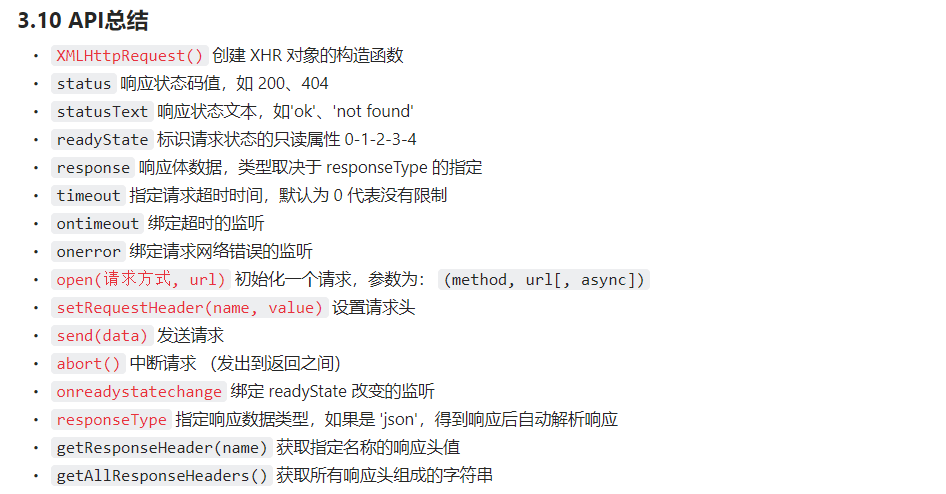 3.10 API总结
• XMLHttpRequest() 创建 XHR 对象的构造函数
• status 响应状态码值，如 200、404
• statusText 响应状态文本，如'ok'、'not found'
• readyState 标识请求状态的只读属性 0-1-2-3-4
• response 响应体数据，类型取决于 responseType 的指定
• timeout 指定请求超时时间，默认为 0 代表没有限制
• ontimeout 绑定超时的监听
• onerror 绑定请求网络错误的监听
• open(请求方式, url) 初始化一个请求，参数为： (method, url[, async])
• setRequestHeader(name, value) 设置请求头
• send(data) 发送请求
• abort() 中断请求 （发出到返回之间）
• onreadystatechange 绑定 readyState 改变的监听
• responseType 指定响应数据类型，如果是 'json'，得到响应后自动解析响应
• getResponseHeader(name) 获取指定名称的响应头值
• getAllResponseHeaders() 获取所有响应头组成的字符串